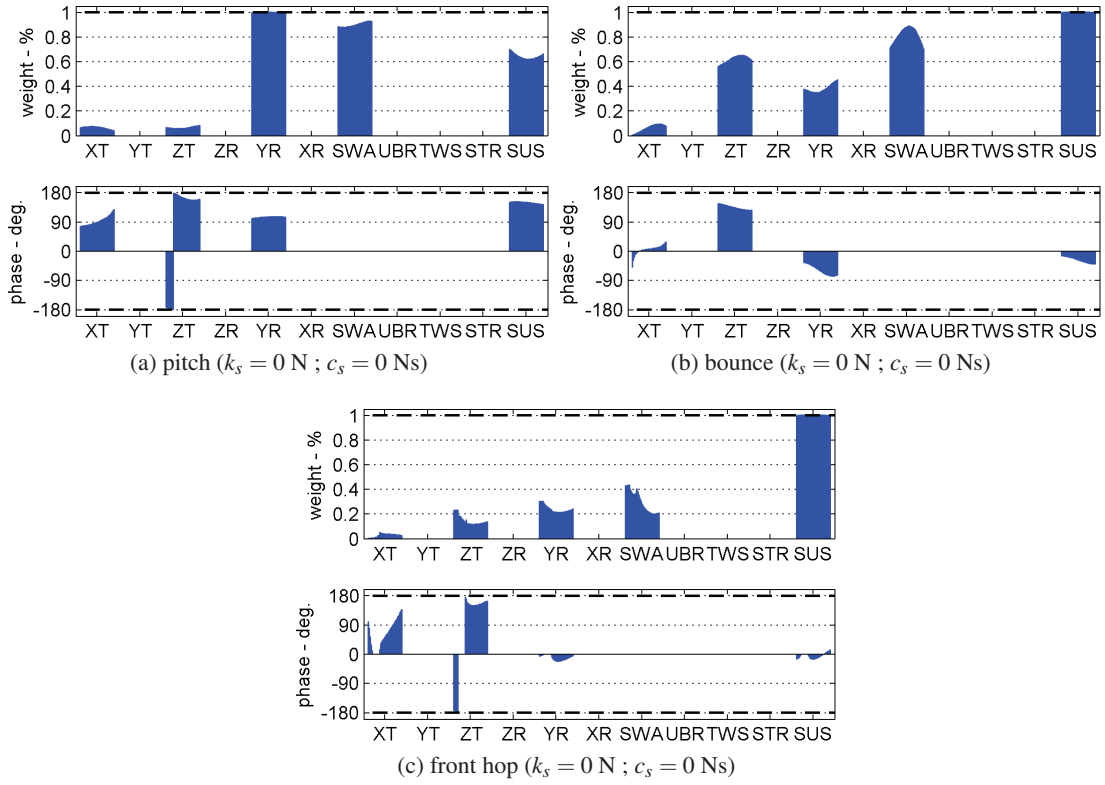 weight - %
1
0.8
0.6
0.4
0.2
0
XT YT ZT ZR YR XR SWA UBR TWS STR SUS
phase - deg.
180
90
0
-90
-180
XT YT ZT ZR YR XR SWA UBR TWS STR SUS
(a) pitch (k_s = 0 N ; c_s = 0 Ns)
weight - %
1
0.8
0.6
0.4
0.2
0
XT YT ZT ZR YR XR SWA UBR TWS STR SUS
phase - deg.
180
90
0
-90
-180
XT YT ZT ZR YR XR SWA UBR TWS STR SUS
(b) bounce (k_s = 0 N ; c_s = 0 Ns)
weight - %
1
0.8
0.6
0.4
0.2
0
XT YT ZT ZR YR XR SWA UBR TWS STR SUS
phase - deg.
180
90
0
-90
-180
XT YT ZT ZR YR XR SWA UBR TWS STR SUS
(c) front hop (k_s = 0 N ; c_s = 0 Ns)